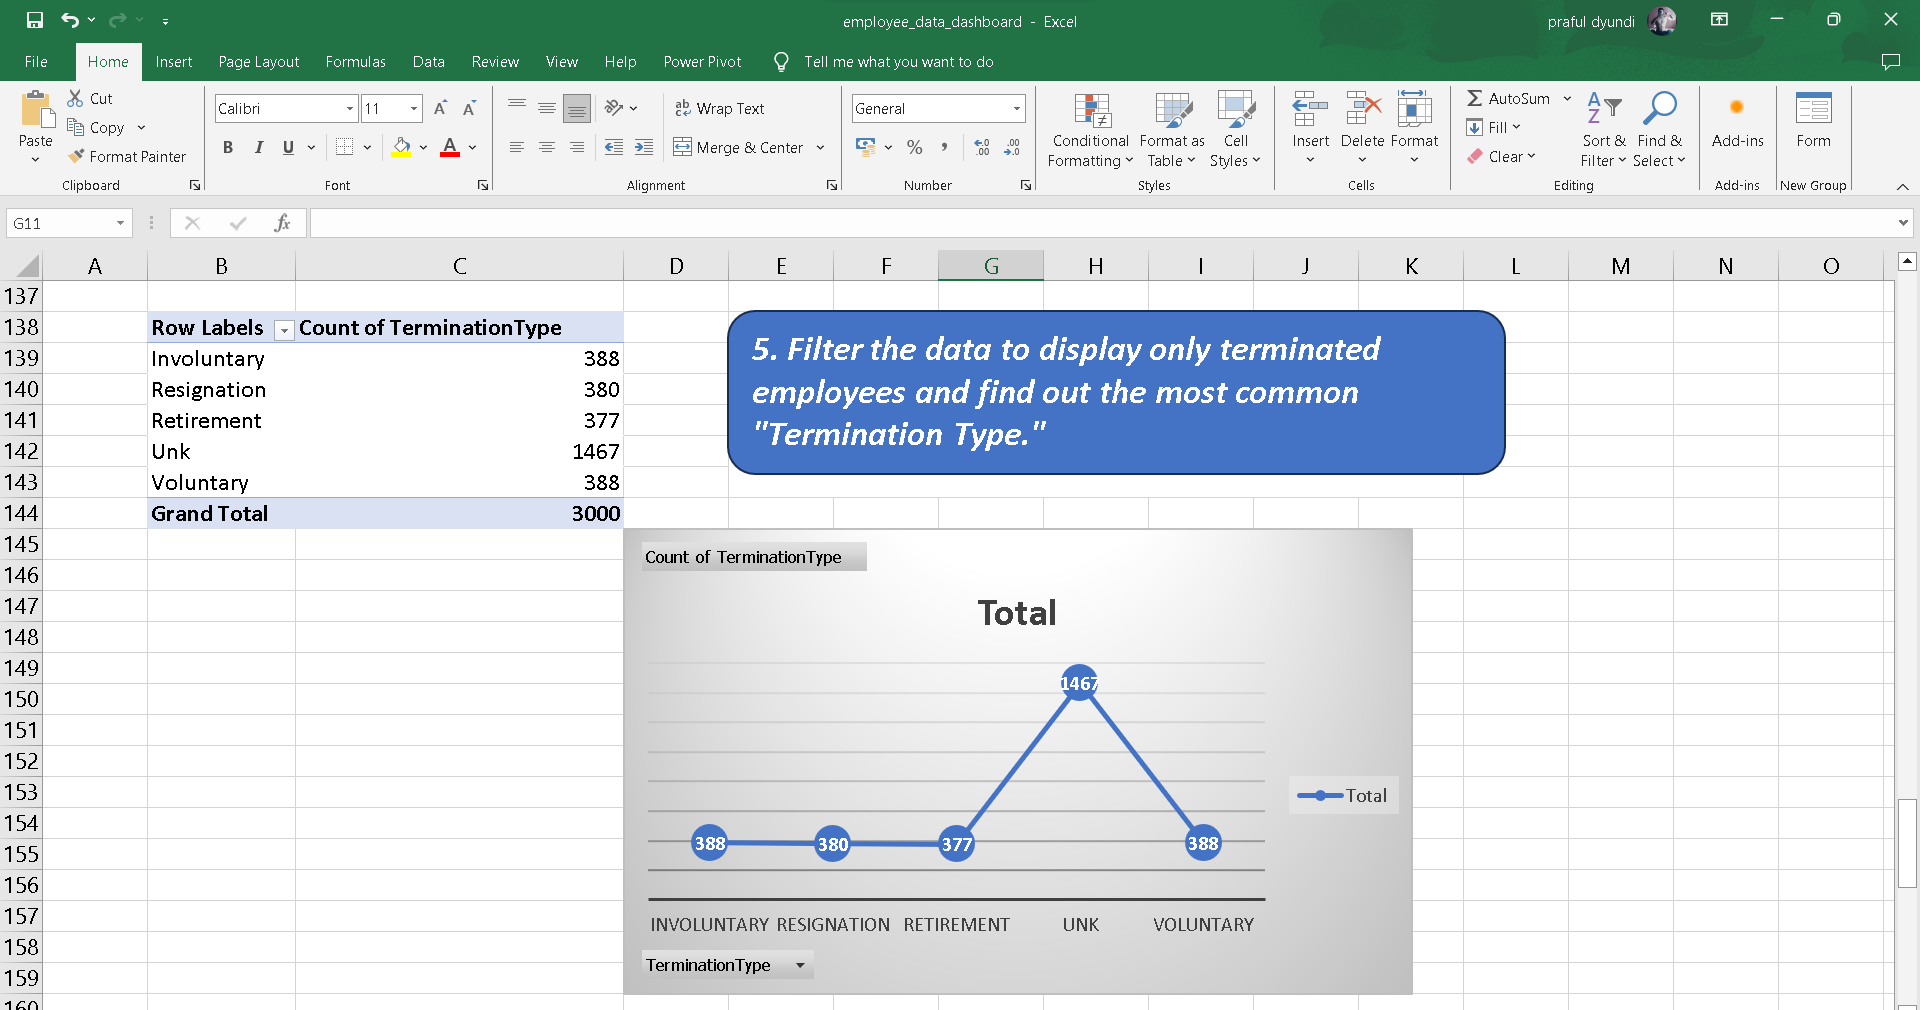 employee_data_dashboard - Excel
praful dyundi
File Home Insert Page Layout Formulas Data Review View Help Power Pivot Tell me what you want to do
Paste
Cut
Copy
Format Painter
Clipboard
Calibri 11
B I U
Font
Wrap Text
Merge & Center
Alignment
General
Number
Conditional Formatting
Format as Table
Cell Styles
Styles
Insert Delete Format
Cells
AutoSum
Fill
Clear
Sort & Filter
Find & Select
Editing
Add-ins
Add-ins
Form
New Group
G11
fx
A B C D E F G H I J K L M N O
137
138 Row Labels Count of TerminationType
139 Involuntary 388
140 Resignation 380
141 Retirement 377
142 Unk 1467
143 Voluntary 388
144 Grand Total 3000
5. Filter the data to display only terminated
employees and find out the most common
"Termination Type."
145
146
147
148
149
150
151
152
153
154
155
156
157
158
159
160
Count of TerminationType
Total
1467
388 380 377 388
Total
INVOLUNTARY RESIGNATION RETIREMENT UNK VOLUNTARY
TerminationType